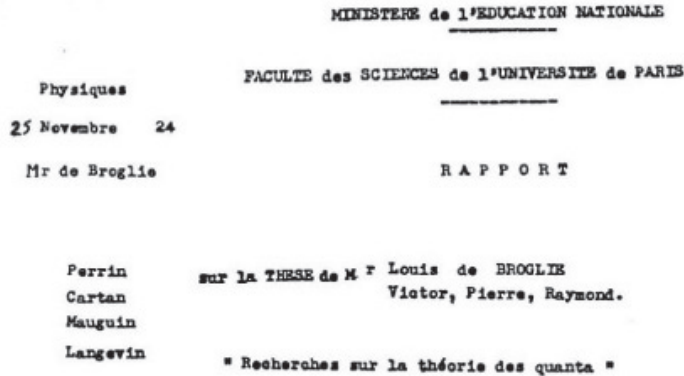 MINISTERE de l'EDUCATION NATIONALE
FACULTE des SCIENCES de l'UNIVERSITE de PARIS
Physiques
25 Novembre 24
Mr de Broglie
RAPPORT
Perrin
Cartan
Mauguin
Langevin
sur la THESE de Mr Louis de BROGLIE
Victor, Pierre, Raymond.
" Recherches sur la théorie des quanta "